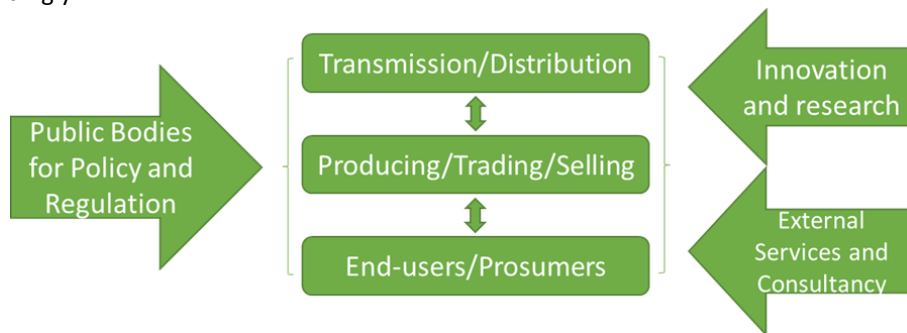 Transmission/Distribution
Producing/Trading/Selling
End-users/Prosumers
Public Bodies
for Policy and
Regulation
Innovation
and research
External
Services and
Consultancy